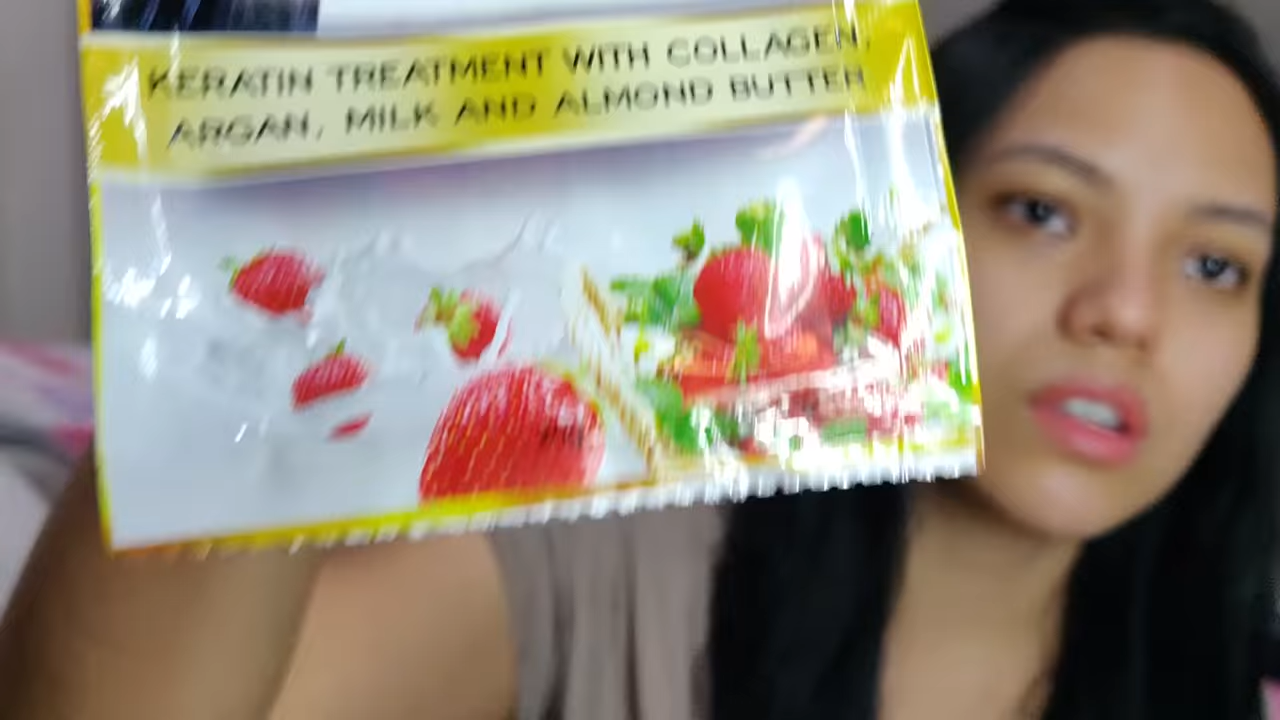 KERATIN TREATMENT WITH COLLAGEN,
ARGAN, MILK AND ALMOND BUTTER